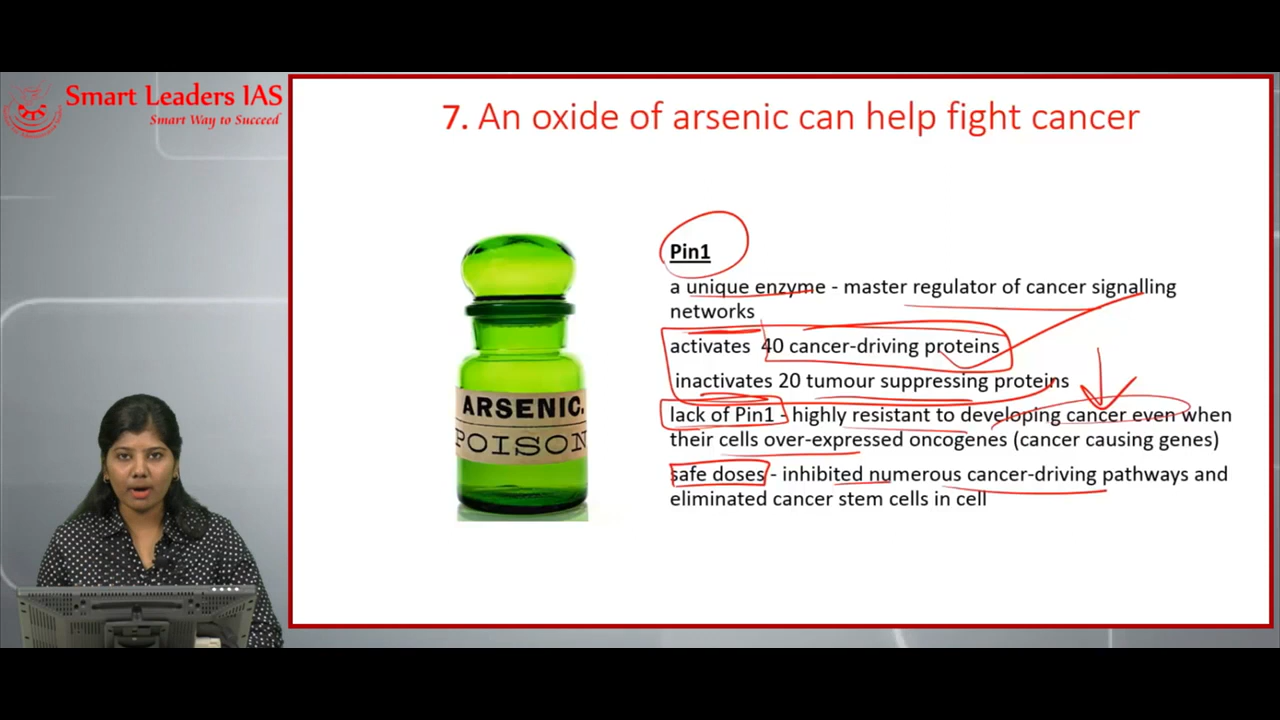 Smart Leaders IAS
Smart Way to Succeed
7. An oxide of arsenic can help fight cancer
ARSENIC.
POISON
Pin1
a unique enzyme - master regulator of cancer signalling
networks
activates 40 cancer-driving proteins
inactivates 20 tumour suppressing proteins
lack of Pin1 - highly resistant to developing cancer even when
their cells over-expressed oncogenes (cancer causing genes)
safe doses - inhibited numerous cancer-driving pathways and
eliminated cancer stem cells in cell